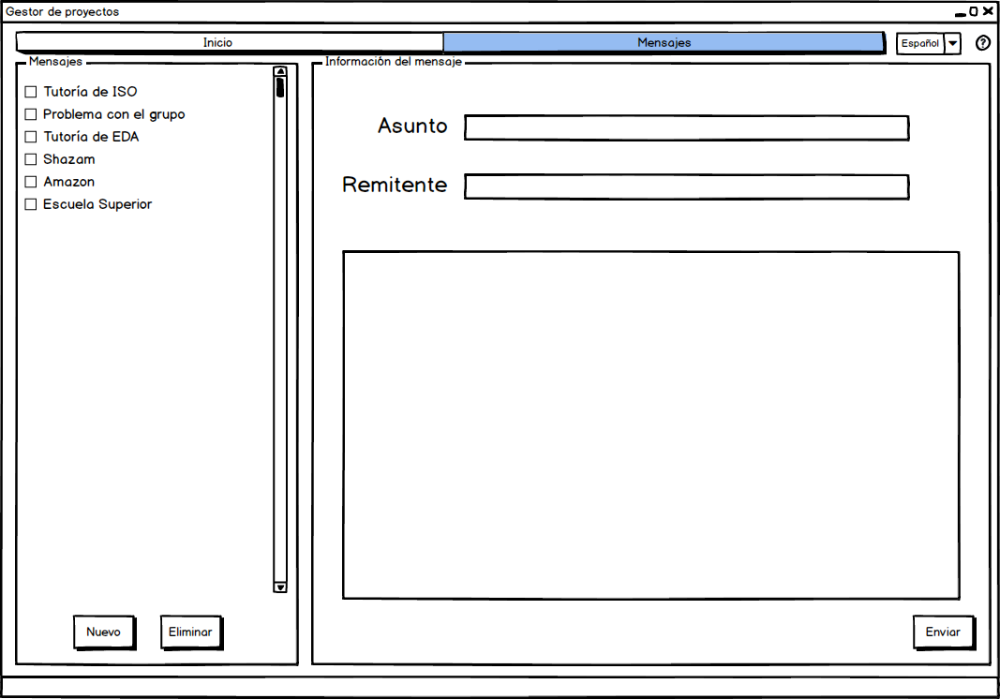 Gestor de proyectos
Inicio
Mensajes
Español
?
Mensajes
Tutoría de ISO
Problema con el grupo
Tutoría de EDA
Shazam
Amazon
Escuela Superior
Nuevo
Eliminar
Información del mensaje
Asunto
Remitente
Enviar